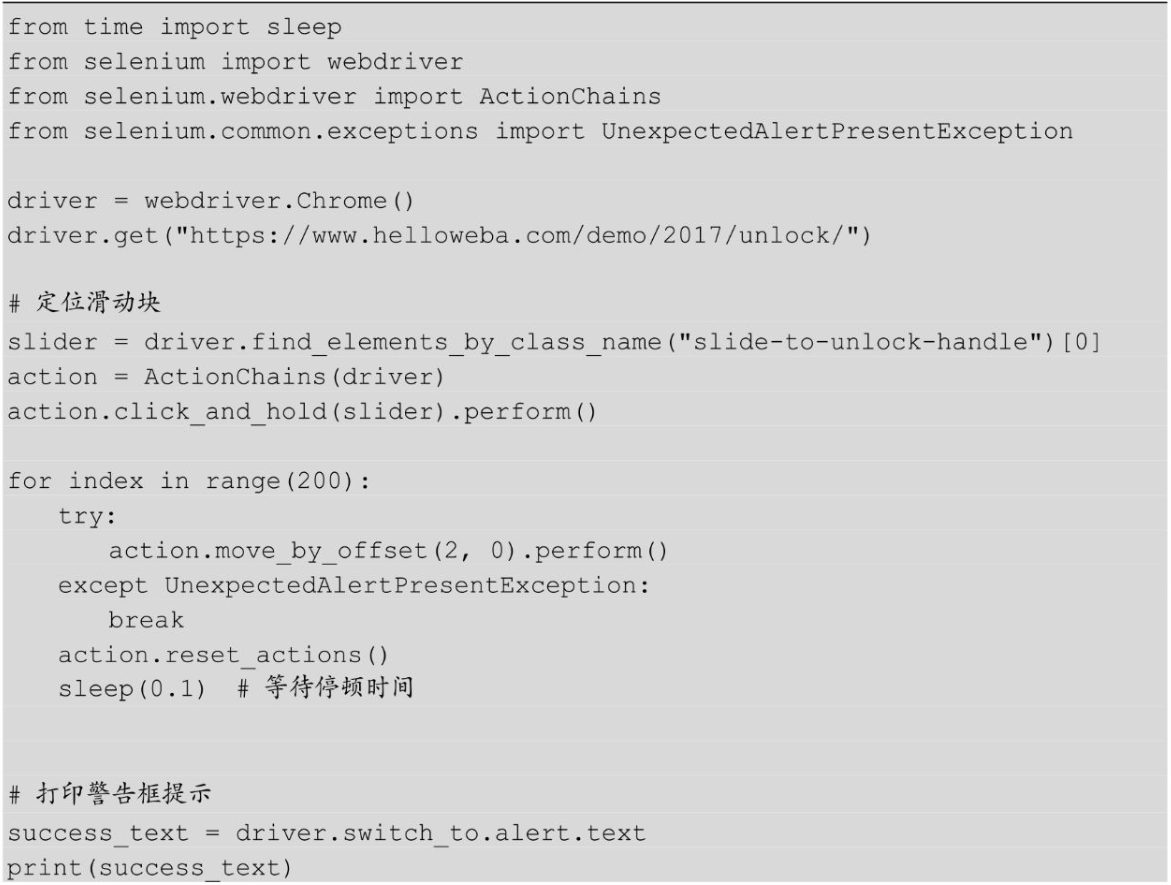 from time import sleep
from selenium import webdriver
from selenium.webdriver import ActionChains
from selenium.common.exceptions import UnexpectedAlertPresentException

driver = webdriver.Chrome()
driver.get("https://www.helloweba.com/demo/2017/unlock/")

# 定位滑动块
slider = driver.find_elements_by_class_name("slide-to-unlock-handle")[0]
action = ActionChains(driver)
action.click_and_hold(slider).perform()

for index in range(200):
    try:
        action.move_by_offset(2, 0).perform()
    except UnexpectedAlertPresentException:
        break
    action.reset_actions()
    sleep(0.1)  # 等待停顿时间

# 打印警告框提示
success_text = driver.switch_to.alert.text
print(success_text)